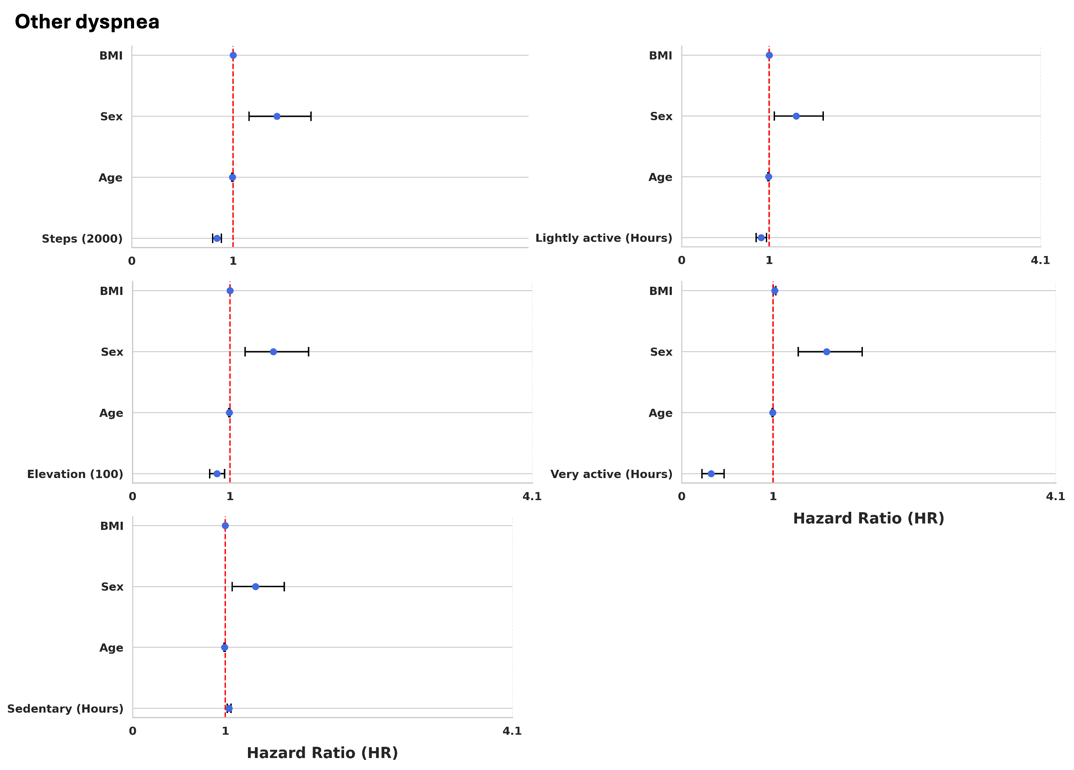 Other dyspnea
BMI
Sex
Age
Steps (2000)
0 1
BMI
Sex
Age
Lightly active (Hours)
0 1 4.1
BMI
Sex
Age
Elevation (100)
0 1 4.1
BMI
Sex
Age
Very active (Hours)
0 1 4.1
Hazard Ratio (HR)
BMI
Sex
Age
Sedentary (Hours)
0 1 4.1
Hazard Ratio (HR)